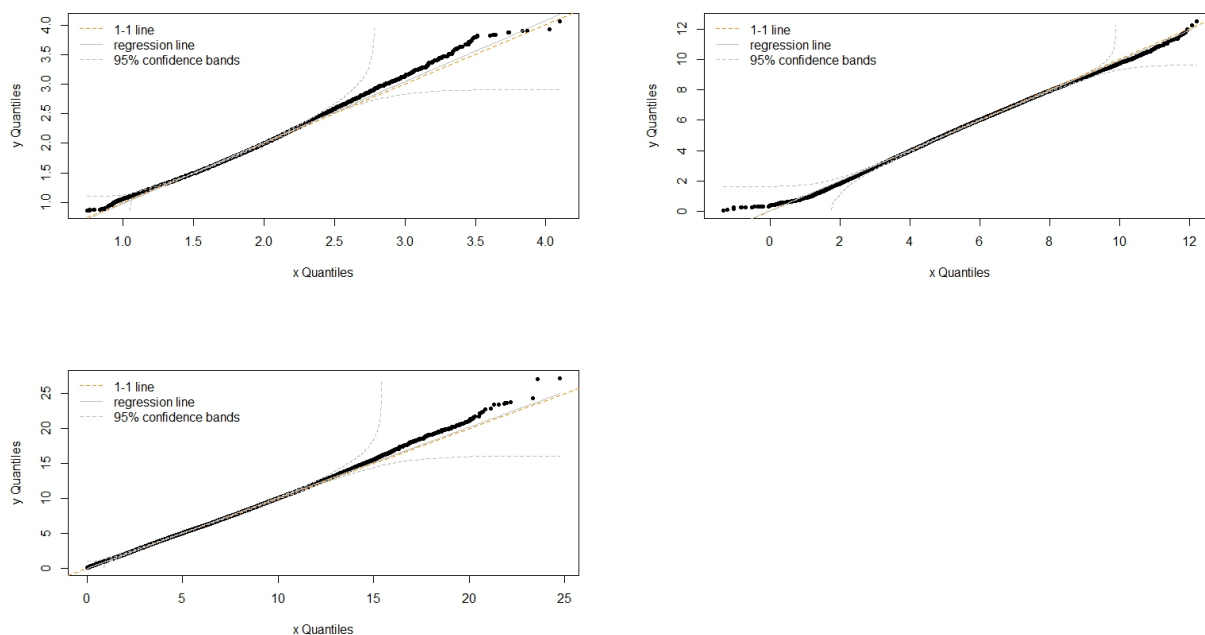 1-1 line
regression line
95% confidence bands
y Quantiles
1.0 1.5 2.0 2.5 3.0 3.5 4.0
1.0 1.5 2.0 2.5 3.0 3.5 4.0
x Quantiles
1-1 line
regression line
95% confidence bands
y Quantiles
0 2 4 6 8 10 12
0 2 4 6 8 10 12
x Quantiles
1-1 line
regression line
95% confidence bands
y Quantiles
0 5 10 15 20 25
0 5 10 15 20 25
x Quantiles